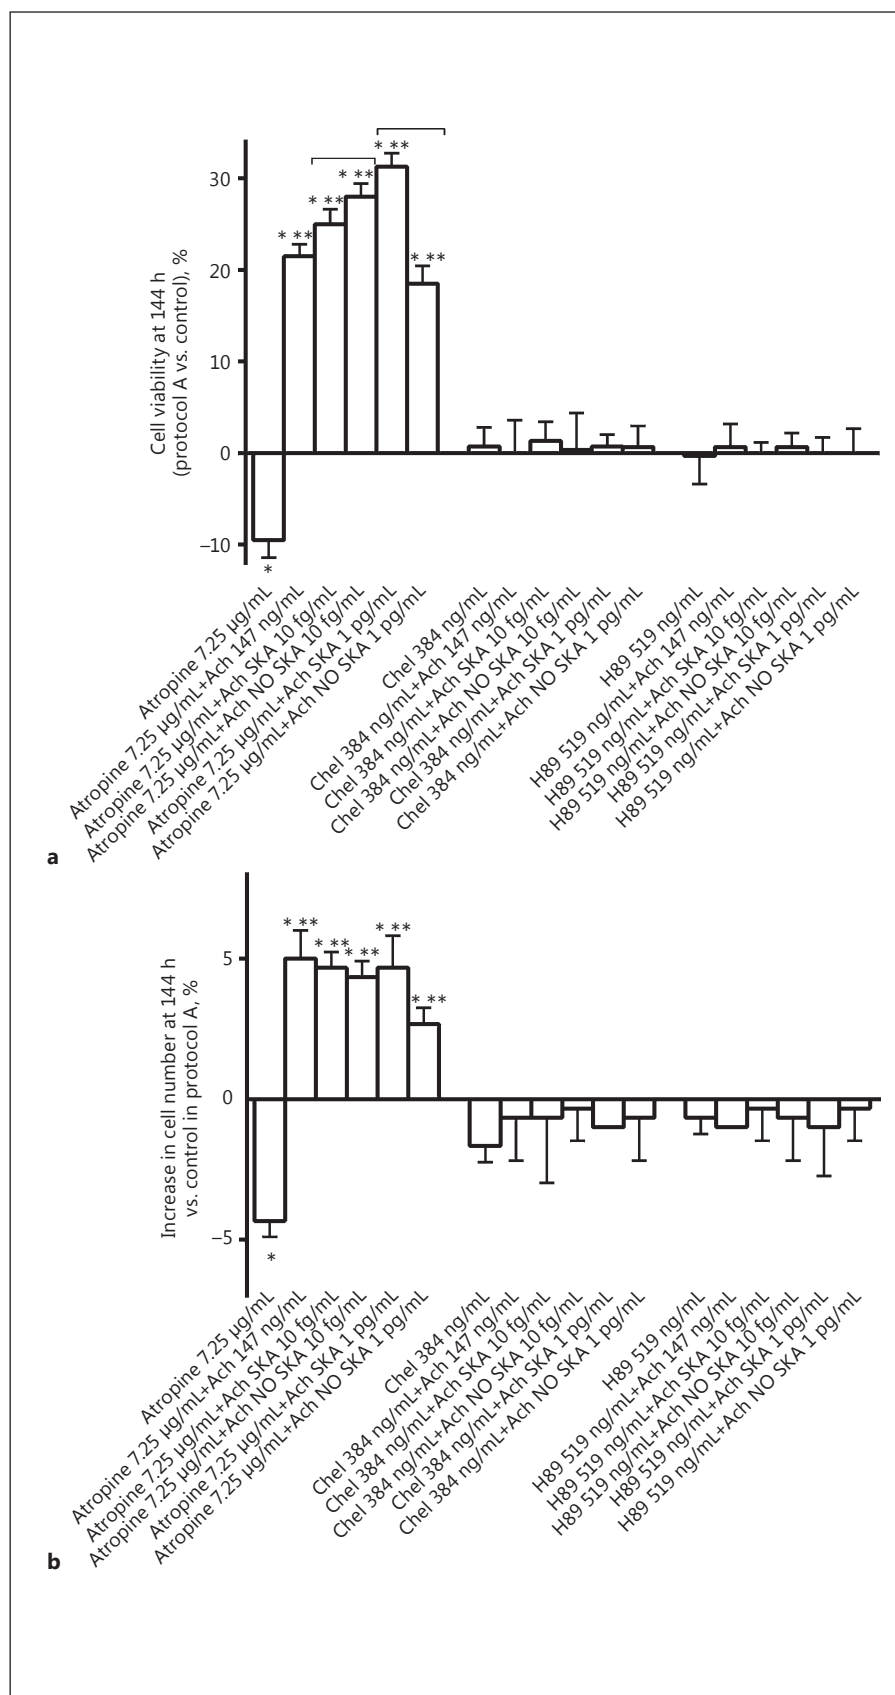 * **
* **
* **
* **
* **
30
20
10
0
–10
Cell viability at 144 h
(protocol A vs. control), %
*
Atropine 7.25 µg/mL
Atropine 7.25 µg/mL+Ach 147 ng/mL
Atropine 7.25 µg/mL+Ach SKA 10 fg/mL
Atropine 7.25 µg/mL+Ach NO SKA 10 fg/mL
Atropine 7.25 µg/mL+Ach SKA 1 pg/mL
Atropine 7.25 µg/mL+Ach NO SKA 1 pg/mL
Chel 384 ng/mL
Chel 384 ng/mL+Ach 147 ng/mL
Chel 384 ng/mL+Ach SKA 10 fg/mL
Chel 384 ng/mL+Ach NO SKA 10 fg/mL
Chel 384 ng/mL+Ach SKA 1 pg/mL
Chel 384 ng/mL+Ach NO SKA 1 pg/mL
H89 519 ng/mL
H89 519 ng/mL+Ach 147 ng/mL
H89 519 ng/mL+Ach SKA 10 fg/mL
H89 519 ng/mL+Ach NO SKA 10 fg/mL
H89 519 ng/mL+Ach SKA 1 pg/mL
H89 519 ng/mL+Ach NO SKA 1 pg/mL
a
* **
* **
* **
* **
* **
5
0
–5
Increase in cell number at 144 h
vs. control in protocol A, %
*
Atropine 7.25 µg/mL
Atropine 7.25 µg/mL+Ach 147 ng/mL
Atropine 7.25 µg/mL+Ach SKA 10 fg/mL
Atropine 7.25 µg/mL+Ach NO SKA 10 fg/mL
Atropine 7.25 µg/mL+Ach SKA 1 pg/mL
Atropine 7.25 µg/mL+Ach NO SKA 1 pg/mL
Chel 384 ng/mL
Chel 384 ng/mL+Ach 147 ng/mL
Chel 384 ng/mL+Ach SKA 10 fg/mL
Chel 384 ng/mL+Ach NO SKA 10 fg/mL
Chel 384 ng/mL+Ach SKA 1 pg/mL
Chel 384 ng/mL+Ach NO SKA 1 pg/mL
H89 519 ng/mL
H89 519 ng/mL+Ach 147 ng/mL
H89 519 ng/mL+Ach SKA 10 fg/mL
H89 519 ng/mL+Ach NO SKA 10 fg/mL
H89 519 ng/mL+Ach SKA 1 pg/mL
H89 519 ng/mL+Ach NO SKA 1 pg/mL
b